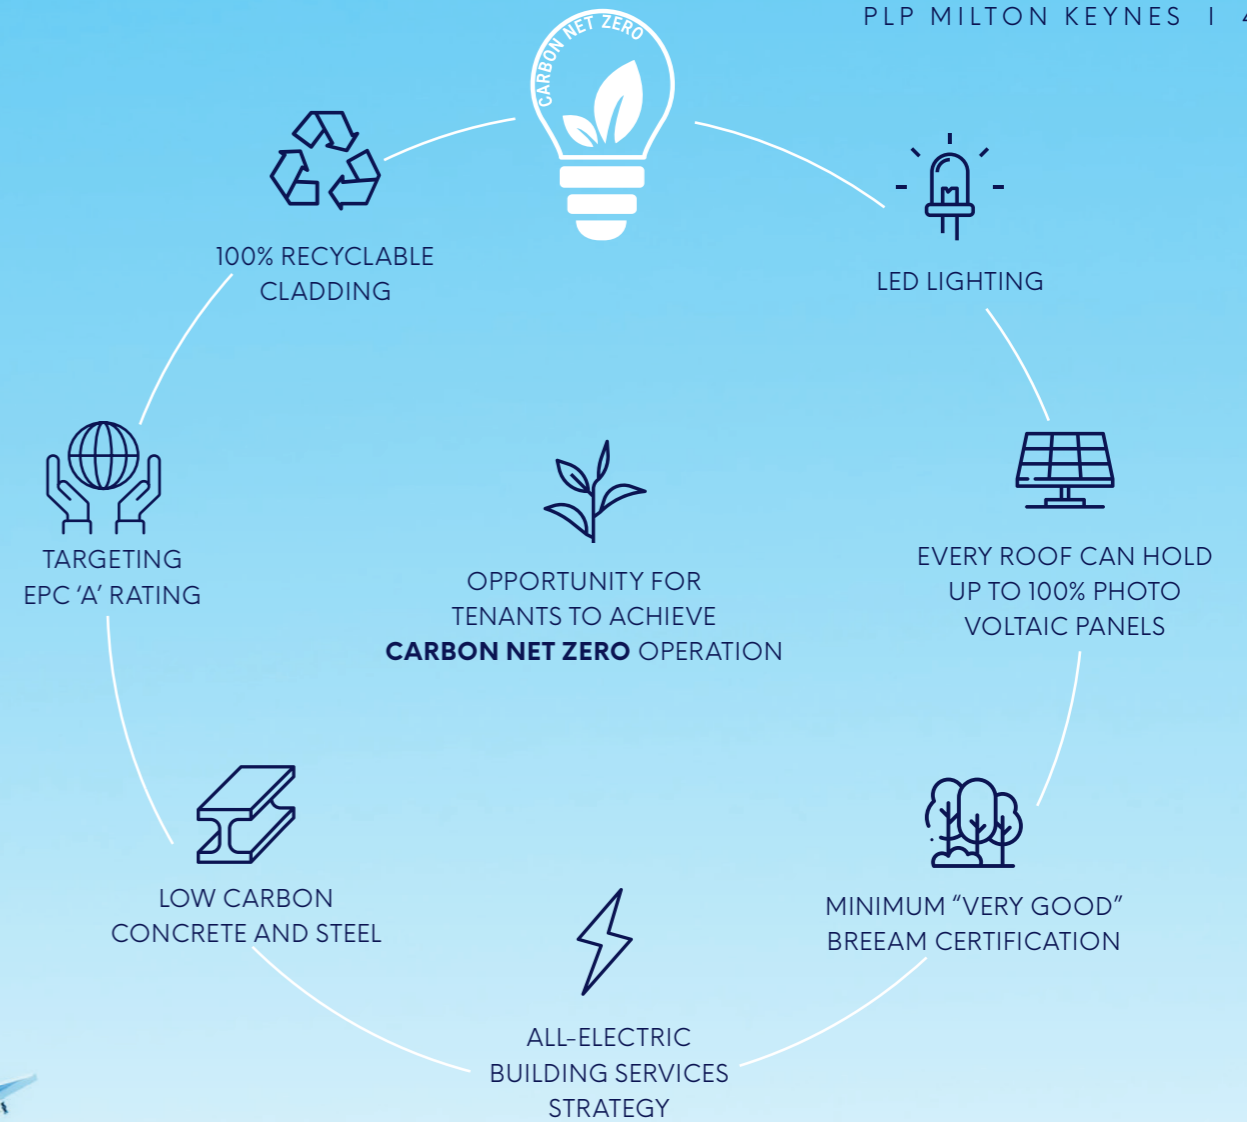 PLP MILTON KEYNES | 4
CARBON NET ZERO
100% RECYCLABLE
CLADDING
LED LIGHTING
TARGETING
EPC ‘A’ RATING
OPPORTUNITY FOR
TENANTS TO ACHIEVE
CARBON NET ZERO OPERATION
EVERY ROOF CAN HOLD
UP TO 100% PHOTO
VOLTAIC PANELS
LOW CARBON
CONCRETE AND STEEL
MINIMUM “VERY GOOD”
BREEAM CERTIFICATION
ALL-ELECTRIC
BUILDING SERVICES
STRATEGY